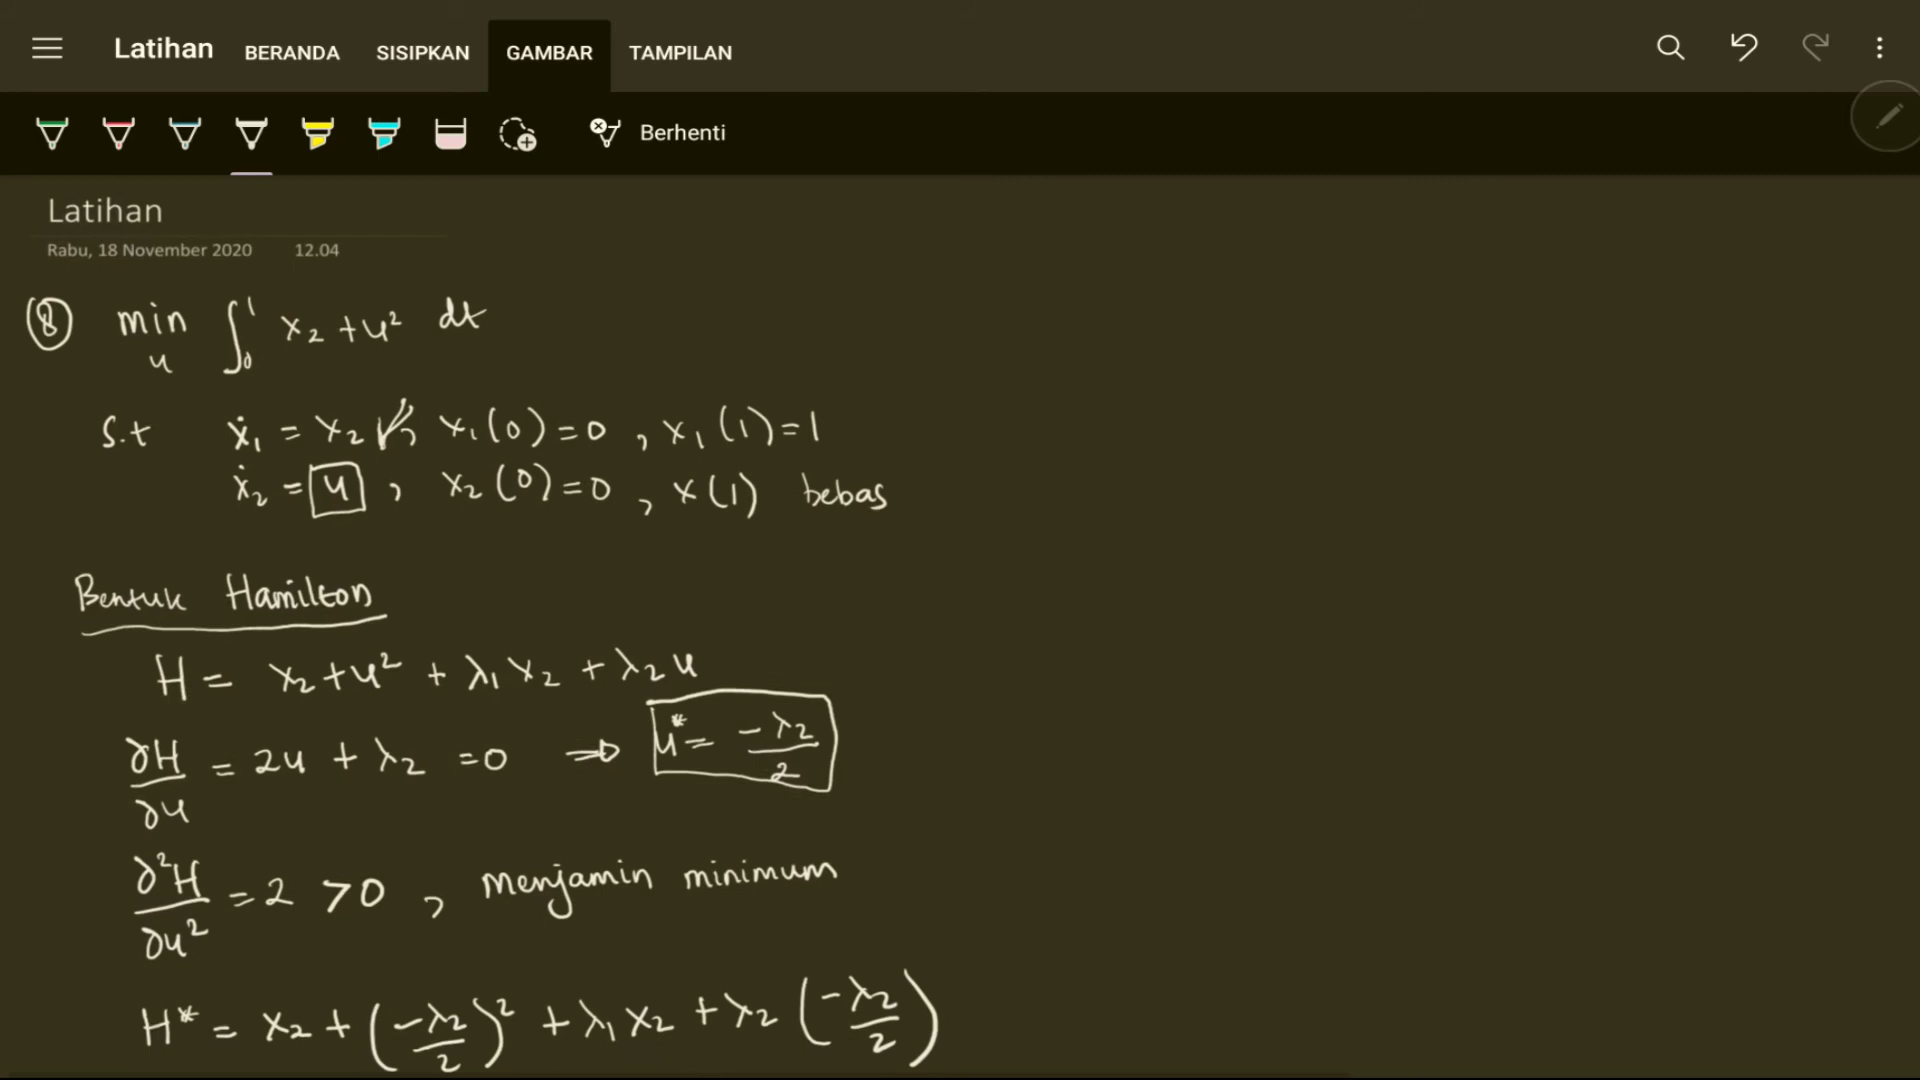 Latihan BERANDA SISIPKAN GAMBAR TAMPILAN
Berhenti
Latihan
Rabu, 18 November 2020 12.04
⑧ min ∫₀¹ x₂ + u² dt
u
s.t ẋ₁ = x₂ , x₁(0) = 0 , x₁(1) = 1
ẋ₂ = u , x₂(0) = 0 , x(1) bebas
Bentuk Hamilton
H = x₂ + u² + λ₁x₂ + λ₂u
∂H/∂u = 2u + λ₂ = 0 ⇒ u* = -λ₂/2
∂²H/∂u² = 2 > 0 , menjamin minimum
H* = x₂ + (-λ₂/2)² + λ₁x₂ + λ₂(-λ₂/2)